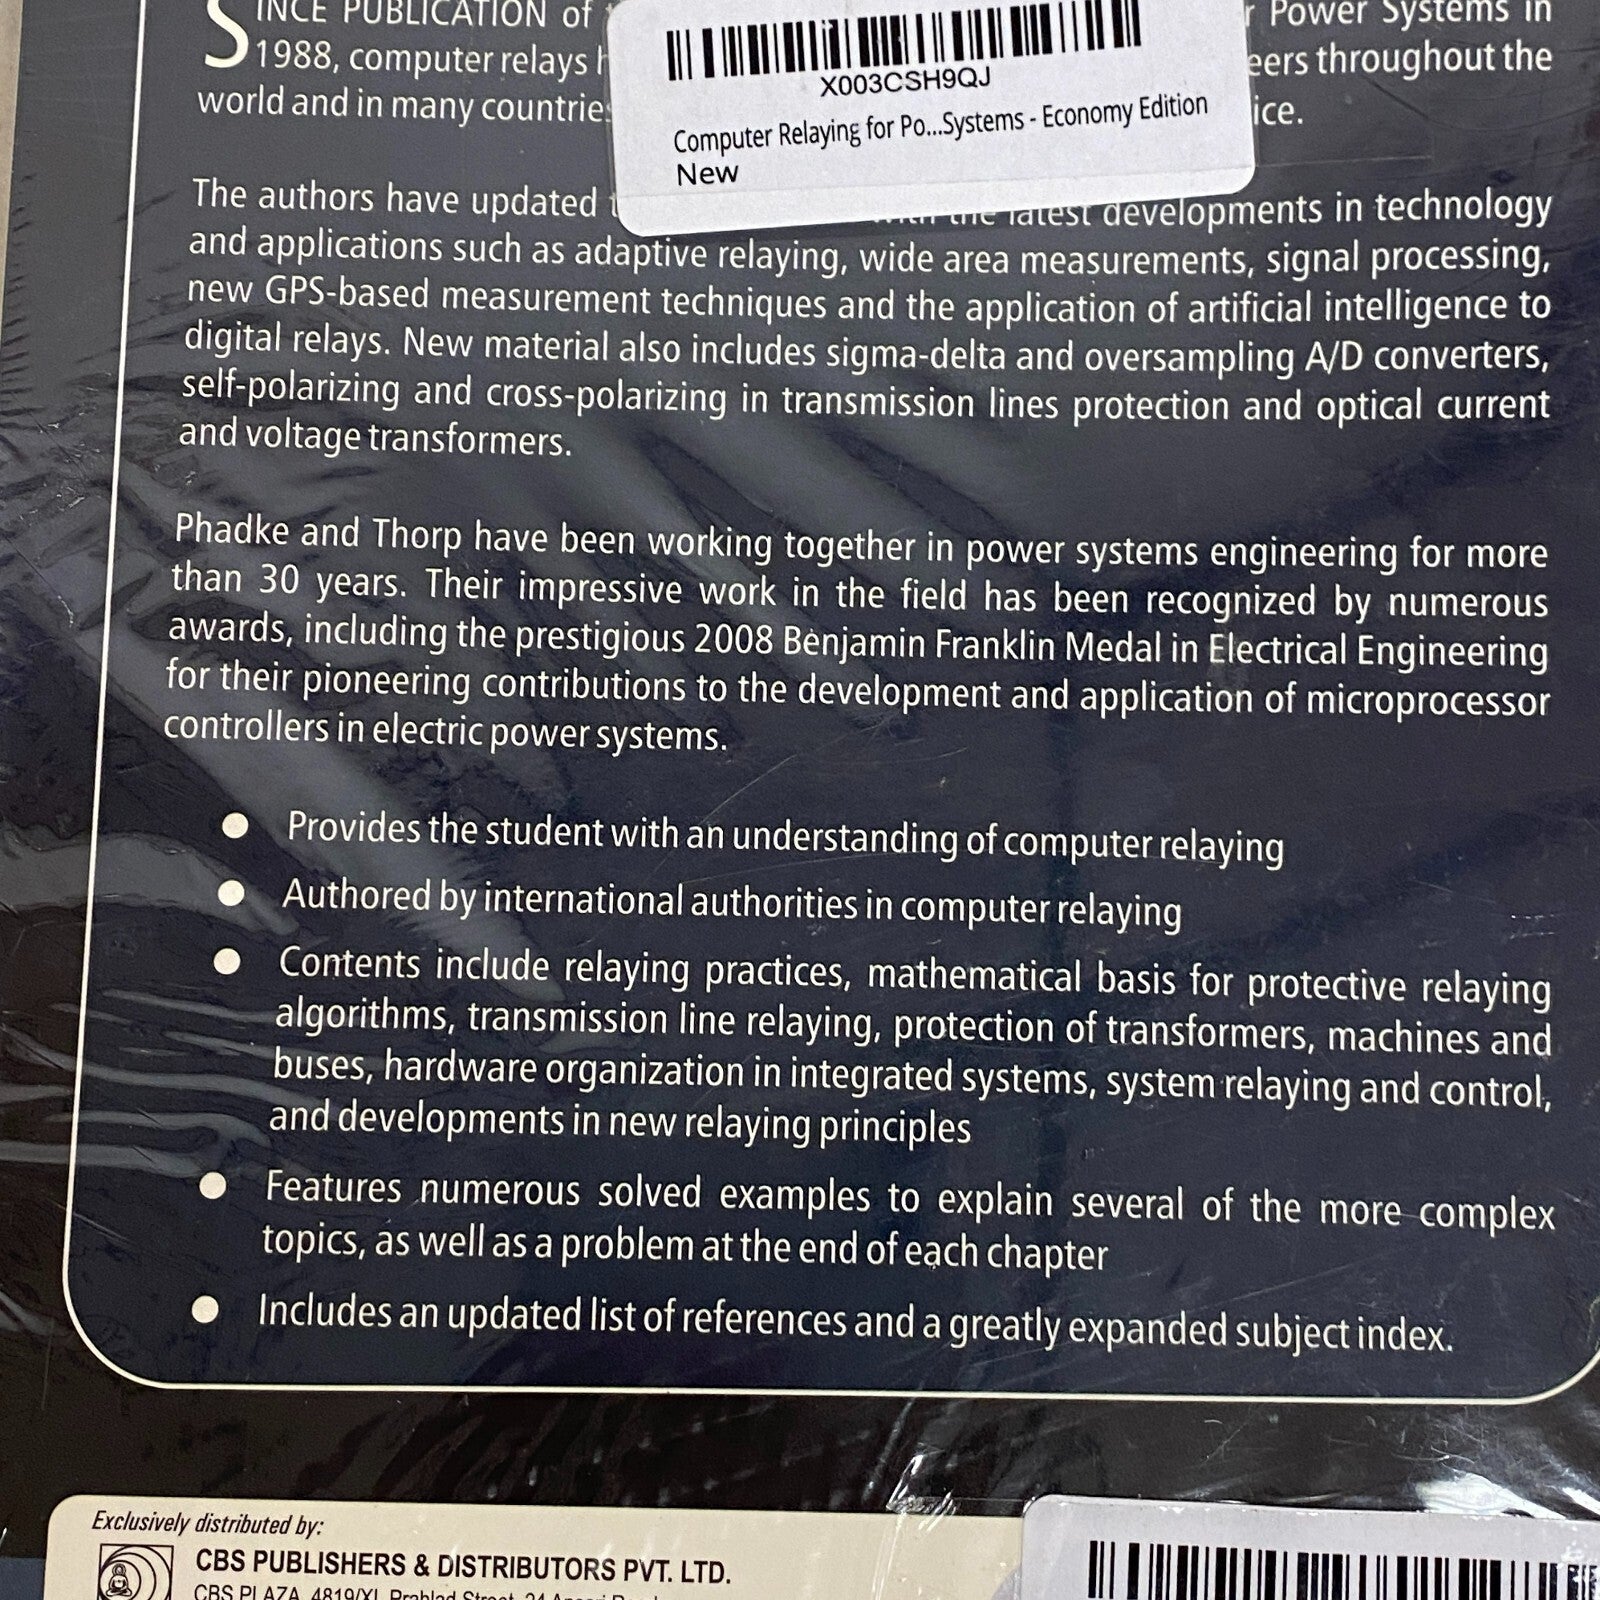 SINCE PUBLICATION of
r Power Systems in
1988, computer relays
eers throughout the
world and in many
ice.
X003CSH9QJ
Computer Relaying for Po...Systems - Economy Edition
New
The authors have updated the latest developments in technology
and applications such as adaptive relaying, wide area measurements, signal processing,
new GPS-based measurement techniques and the application of artificial intelligence to
digital relays. New material also includes sigma-delta and oversampling A/D converters,
self-polarizing and cross-polarizing in transmission lines protection and optical current
and voltage transformers.
Phadke and Thorp have been working together in power systems engineering for more
than 30 years. Their impressive work in the field has been recognized by numerous
awards, including the prestigious 2008 Benjamin Franklin Medal in Electrical Engineering
for their pioneering contributions to the development and application of microprocessor
controllers in electric power systems.
● Provides the student with an understanding of computer relaying
● Authored by international authorities in computer relaying
● Contents include relaying practices, mathematical basis for protective relaying
algorithms, transmission line relaying, protection of transformers, machines and
buses, hardware organization in integrated systems, system relaying and control,
and developments in new relaying principles
● Features numerous solved examples to explain several of the more complex
topics, as well as a problem at the end of each chapter
● Includes an updated list of references and a greatly expanded subject index.
Exclusively distributed by:
CBS PUBLISHERS & DISTRIBUTORS PVT. LTD.
CBS PLAZA, 4819/XI, Prahlad Street, 24 Ansari